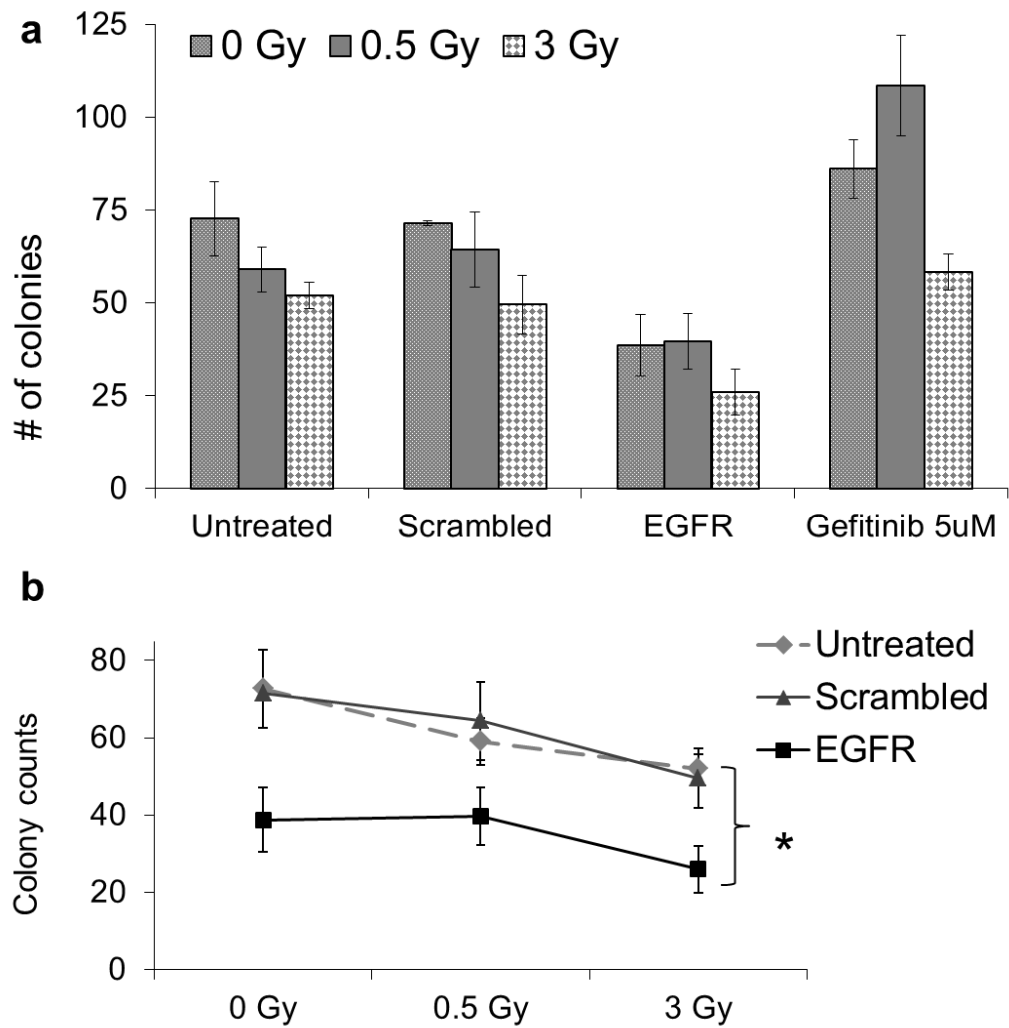 a
125
0 Gy 0.5 Gy 3 Gy
100
75
50
25
0
# of colonies
Untreated Scrambled EGFR Gefitinib 5uM
b
80
60
40
20
0
Colony counts
Untreated
Scrambled
EGFR
*
0 Gy 0.5 Gy 3 Gy